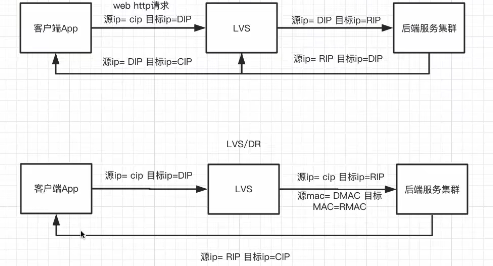 web http请求
源ip= cip 目标ip=DIP
源ip= DIP 目标ip=RIP
客户端App
LVS
后端服务集群
源ip= DIP 目标ip=CIP
源ip= RIP 目标ip=DIP
LVS/DR
源ip= cip 目标ip=DIP
源ip= cip 目标ip=RIP
客户端App
LVS
源mac= DMAC 目标
MAC=RMAC
后端服务集群
源ip= RIP 目标ip=CIP